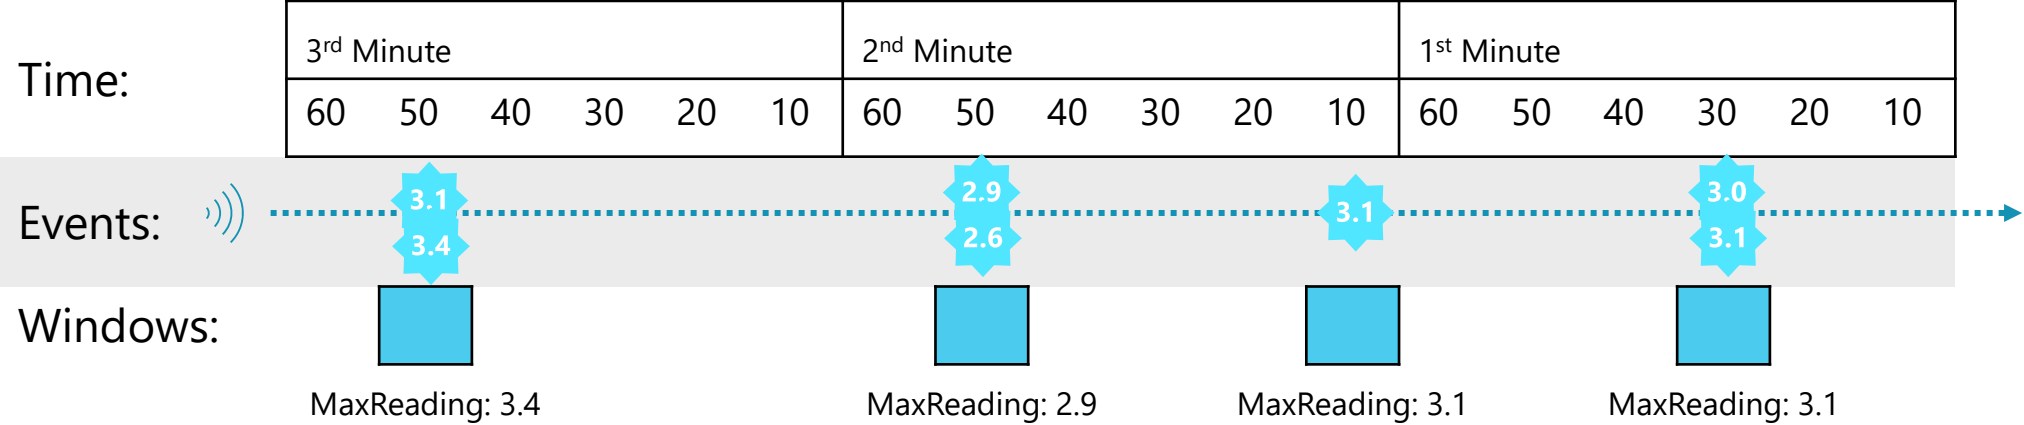 Time:
3rd Minute 2nd Minute 1st Minute
60 50 40 30 20 10 60 50 40 30 20 10 60 50 40 30 20 10
Events:
3.1 2.9 3.1 3.0
3.4 2.6 3.1
Windows:
MaxReading: 3.4 MaxReading: 2.9 MaxReading: 3.1 MaxReading: 3.1